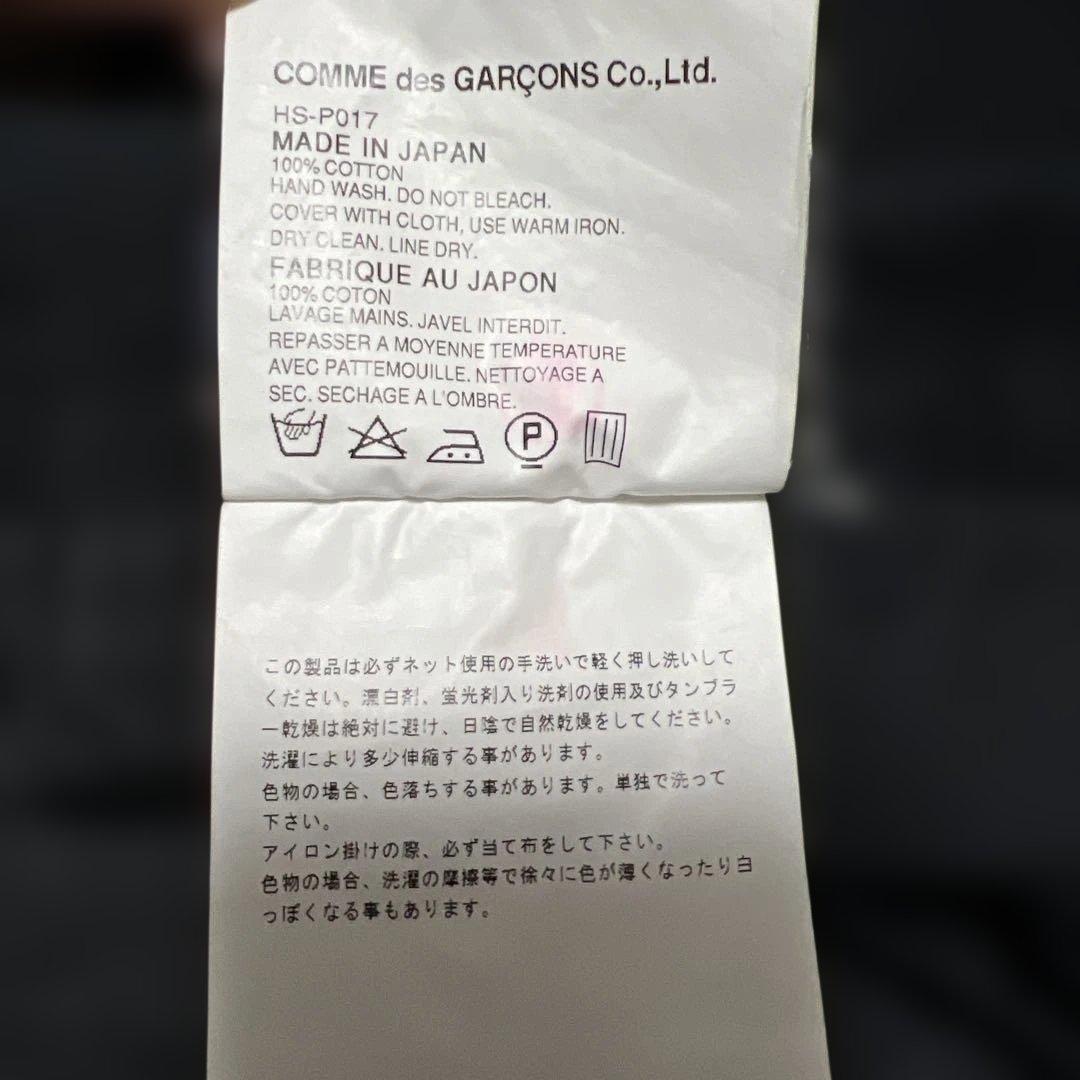 COMME des GARÇONS Co.,Ltd.
HS-P017
MADE IN JAPAN
100% COTTON
HAND WASH. DO NOT BLEACH.
COVER WITH CLOTH, USE WARM IRON.
DRY CLEAN. LINE DRY.
FABRIQUE AU JAPON
100% COTON
LAVAGE MAINS. JAVEL INTERDIT.
REPASSER A MOYENNE TEMPERATURE
AVEC PATTEMOUILLE. NETTOYAGE A
SEC. SECHAGE A L'OMBRE.
P
この製品は必ずネット使用の手洗いで軽く押し洗いして
ください。漂白剤、蛍光剤入り洗剤の使用及びタンブラ
ー乾燥は絶対に避け、日陰で自然乾燥をしてください。
洗濯により多少伸縮する事があります。
色物の場合、色落ちする事があります。単独で洗って
下さい。
アイロン掛けの際、必ず当て布をして下さい。
色物の場合、洗濯の摩擦等で徐々に色が薄くなったり白
っぽくなる事もあります。